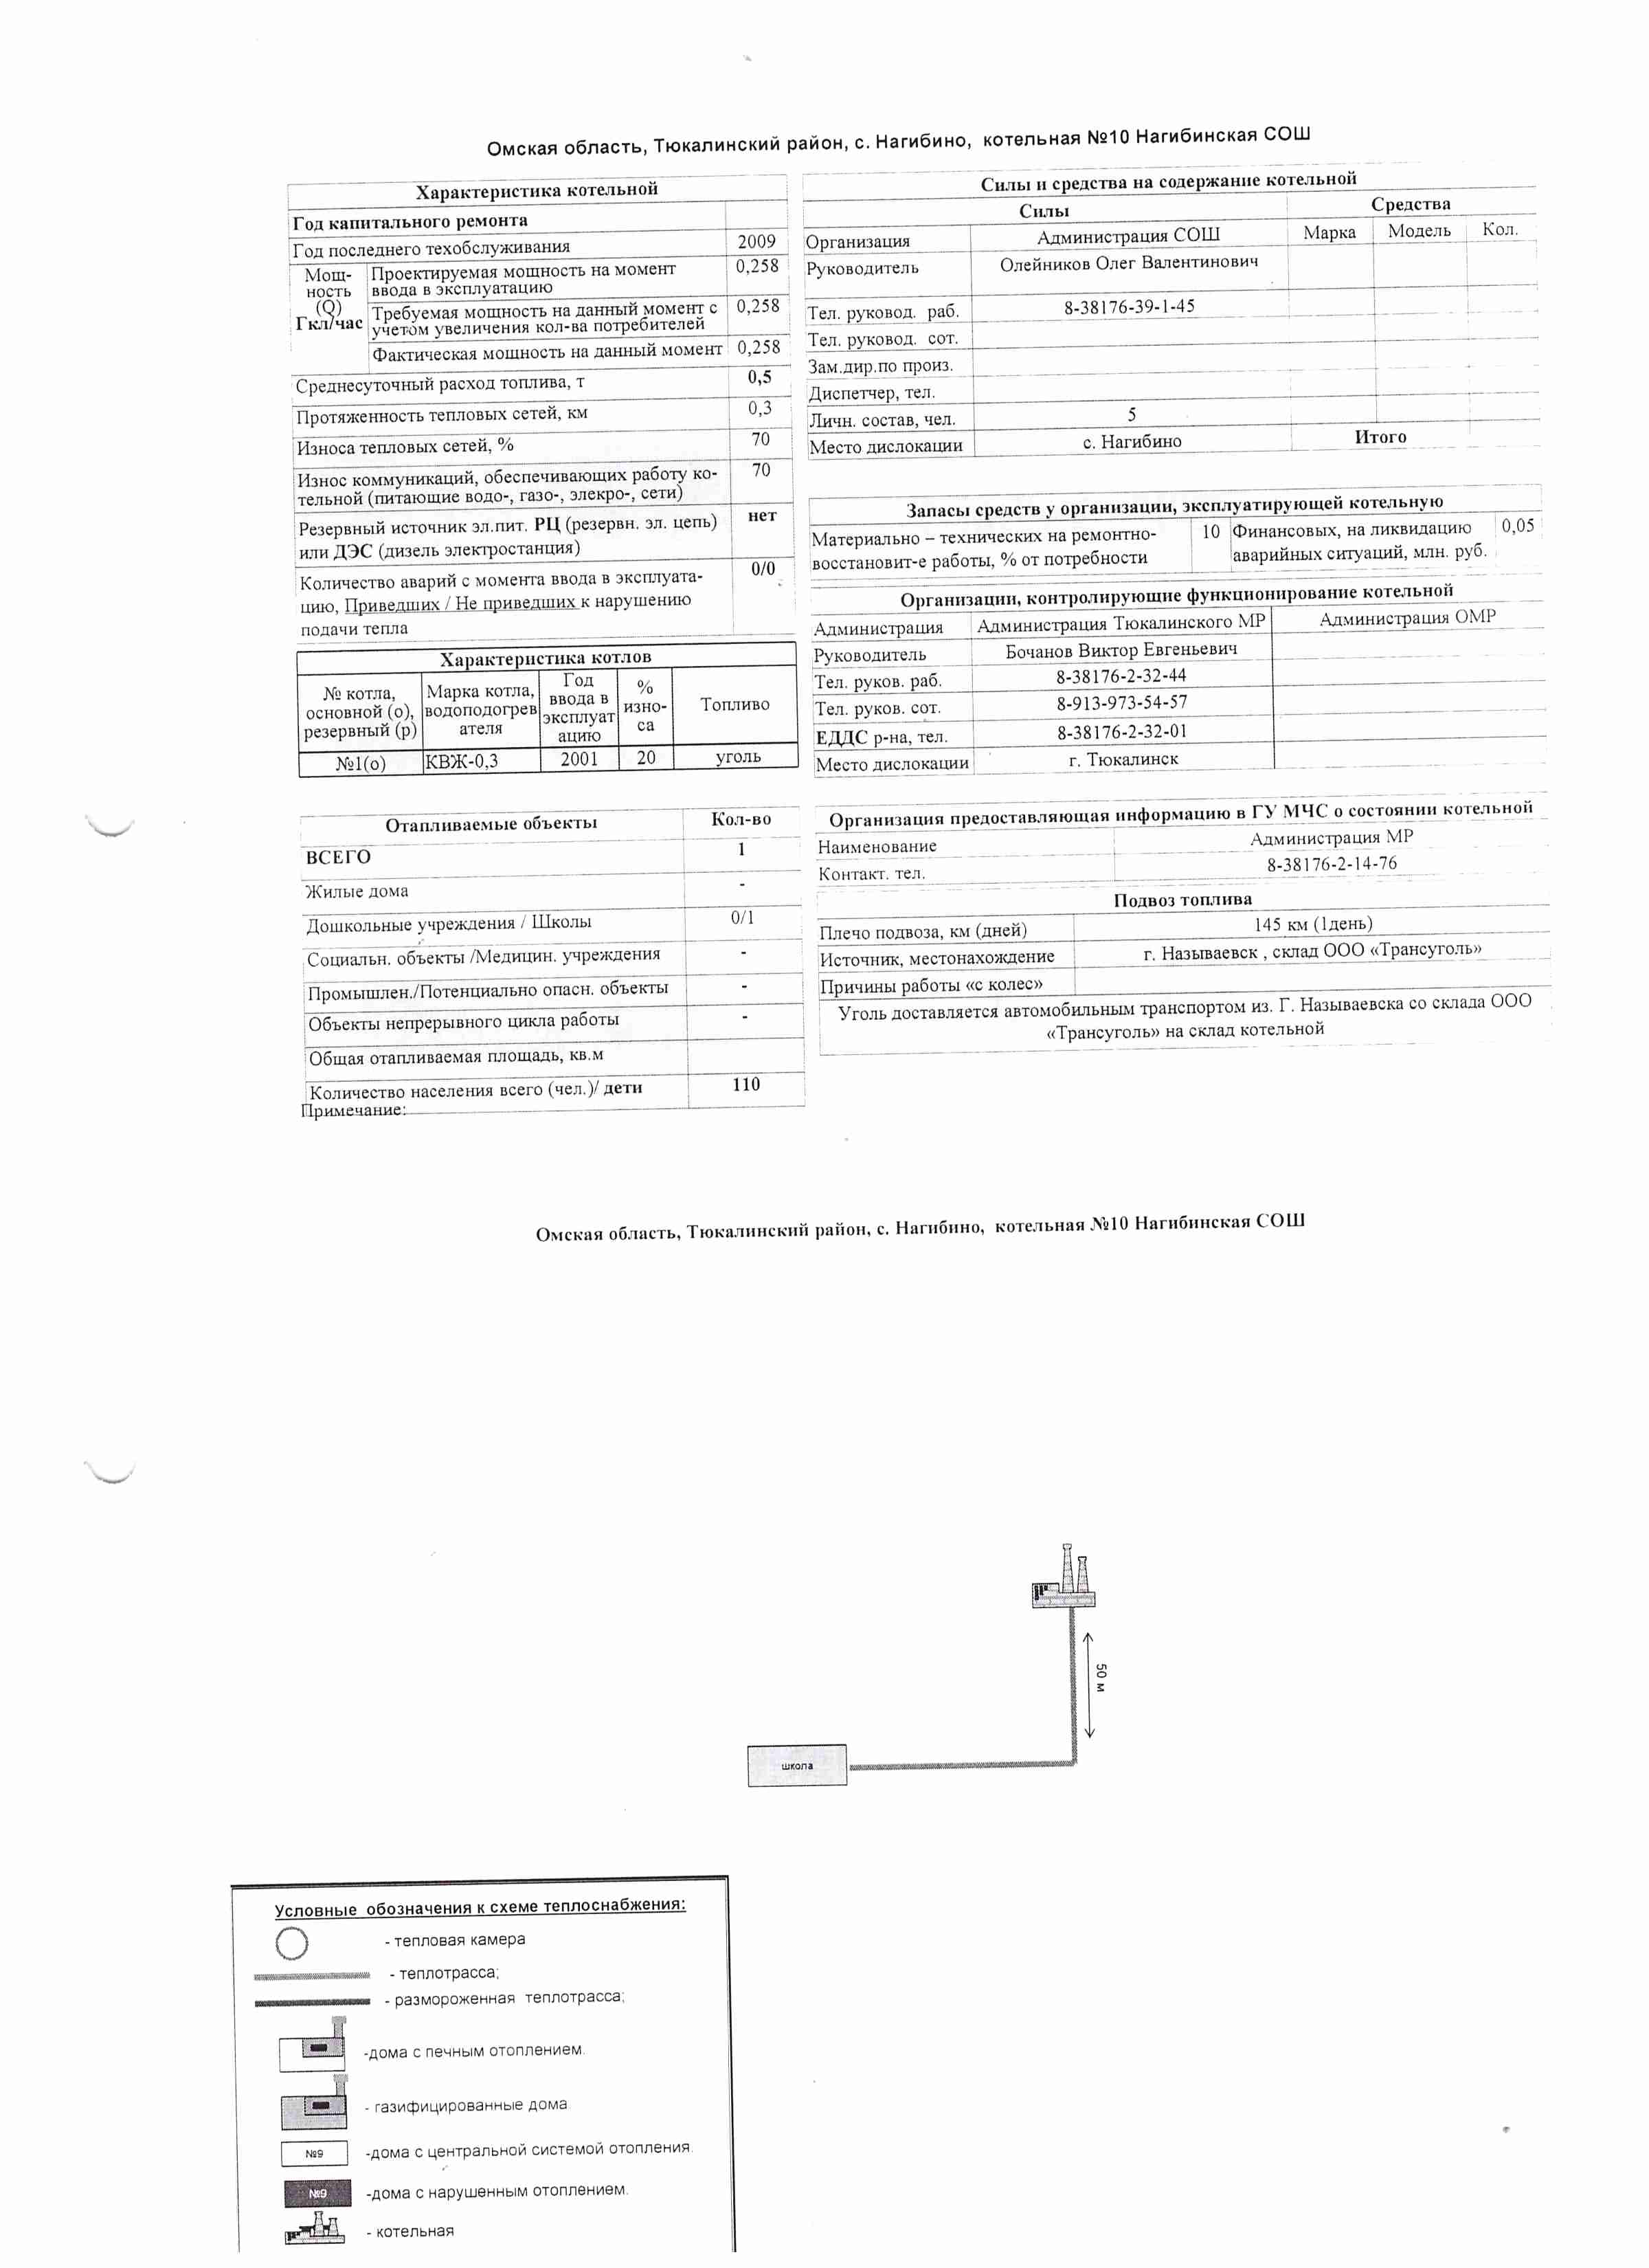 Омская область, Тюкалинский район, с. Нагибино, котельная №10 Нагибинская СОШ
Характеристика котельной
Год капитального ремонта
Год последнего техобслуживания 2009
Мощ-
ность
(Q)
Гкл/час
Проектируемая мощность на момент 0,258
ввода в эксплуатацию
Требуемая мощность на данный момент с 0,258
учетом увеличения кол-ва потребителей
Фактическая мощность на данный момент 0,258
Среднесуточный расход топлива, т 0,5
Протяженность тепловых сетей, км 0,3
Износа тепловых сетей, % 70
Износ коммуникаций, обеспечивающих работу ко- 70
тельной (питающие водо-, газо-, элекро-, сети)
Резервный источник эл.пит. РЦ (резервн. эл. цепь) нет
или ДЭС (дизель электростанция)
Количество аварий с момента ввода в эксплуата- 0/0
цию, Приведших / Не приведших к нарушению
подачи тепла
Характеристика котлов
№ котла,
основной (о),
резервный (р)
Марка котла,
водоподогрев
ателя
Год
ввода в
эксплуат
ацию
%
изно-
са
Топливо
№1(о) КВЖ-0,3 2001 20 уголь
Отапливаемые объекты Кол-во
ВСЕГО 1
Жилые дома -
Дошкольные учреждения / Школы 0/1
Социальн. объекты /Медицин. учреждения -
Промышлен./Потенциально опасн. объекты -
Объекты непрерывного цикла работы -
Общая отапливаемая площадь, кв.м
Количество населения всего (чел.)/ дети 110
Примечание:
Силы и средства на содержание котельной
Силы Средства
Организация Администрация СОШ Марка Модель Кол.
Руководитель Олейников Олег Валентинович
Тел. руковод. раб. 8-38176-39-1-45
Тел. руковод. сот.
Зам.дир.по произ.
Диспетчер, тел.
Личн. состав, чел. 5
Место дислокации с. Нагибино Итого
Запасы средств у организации, эксплуатирующей котельную
Материально – технических на ремонтно- 10 Финансовых, на ликвидацию 0,05
восстановит-е работы, % от потребности аварийных ситуаций, млн. руб.
Организации, контролирующие функционирование котельной
Администрация Администрация Тюкалинского МР Администрация ОМР
Руководитель Бочанов Виктор Евгеньевич
Тел. руков. раб. 8-38176-2-32-44
Тел. руков. сот. 8-913-973-54-57
ЕДДС р-на, тел. 8-38176-2-32-01
Место дислокации г. Тюкалинск
Организация предоставляющая информацию в ГУ МЧС о состоянии котельной
Наименование Администрация МР
Контакт. тел. 8-38176-2-14-76
Подвоз топлива
Плечо подвоза, км (дней) 145 км (1день)
Источник, местонахождение г. Называевск , склад ООО «Трансуголь»
Причины работы «с колес»
Уголь доставляется автомобильным транспортом из. Г. Называевска со склада ООО
«Трансуголь» на склад котельной
Омская область, Тюкалинский район, с. Нагибино, котельная №10 Нагибинская СОШ
50 м
школа
Условные обозначения к схеме теплоснабжения:
- тепловая камера
- теплотрасса;
- размороженная теплотрасса;
-дома с печным отоплением.
- газифицированные дома.
№9 -дома с центральной системой отопления.
№9 -дома с нарушенным отоплением.
- котельная